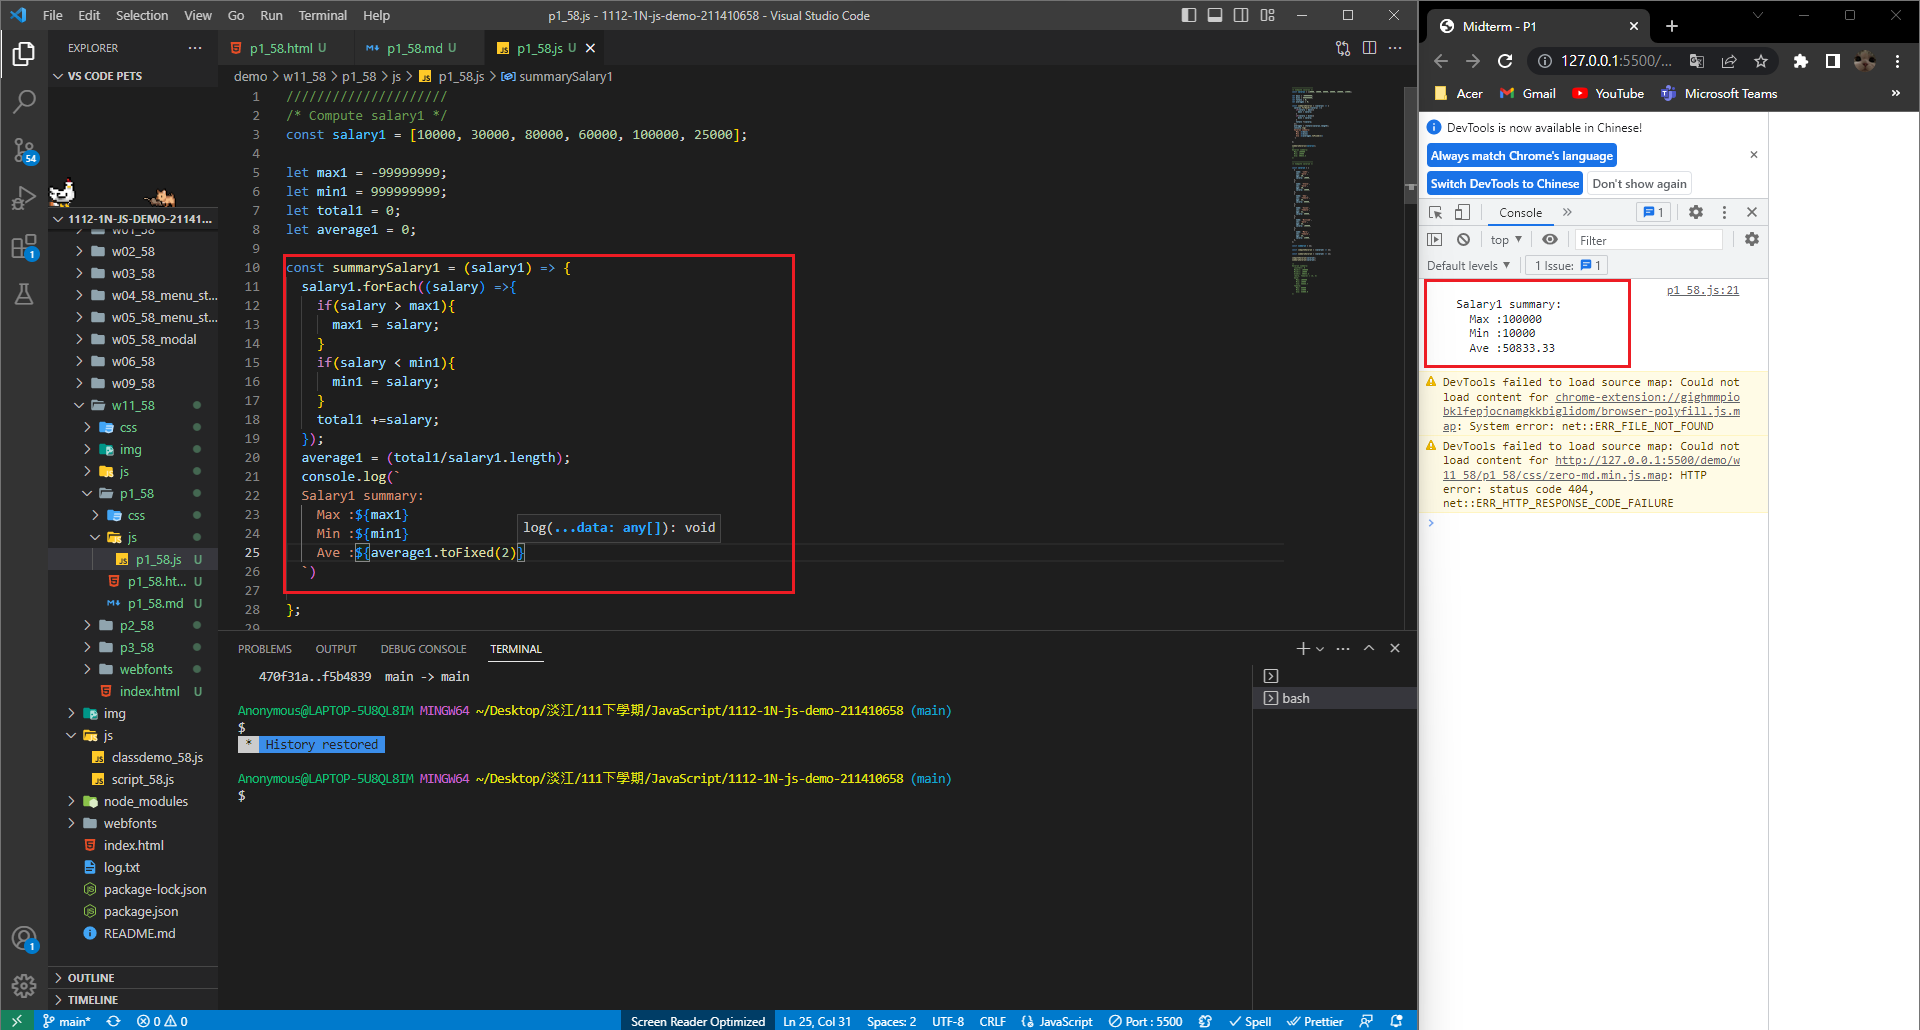 File Edit Selection View Go Run Terminal Help
p1_58.js - 1112-1N-js-demo-211410658 - Visual Studio Code
EXPLORER
VS CODE PETS
1112-1N-JS-DEMO-21141...
w01_58
w02_58
w03_58
w04_58_menu_st...
w05_58_menu_st...
w05_58_modal
w06_58
w09_58
w11_58
css
img
js
p1_58
css
js
p1_58.js U
p1_58.ht... U
p1_58.md U
p2_58
p3_58
webfonts
index.html U
img
js
classdemo_58.js
script_58.js
node_modules
webfonts
index.html
log.txt
package-lock.json
package.json
README.md
OUTLINE
TIMELINE
54
1
1
p1_58.html U
p1_58.md U
p1_58.js U
demo > w11_58 > p1_58 > js > p1_58.js > summarySalary1
1 /////////////////////
2 /* Compute salary1 */
3 const salary1 = [10000, 30000, 80000, 60000, 100000, 25000];
4
5 let max1 = -99999999;
6 let min1 = 999999999;
7 let total1 = 0;
8 let average1 = 0;
9
10 const summarySalary1 = (salary1) => {
11 salary1.forEach((salary) =>{
12 if(salary > max1){
13 max1 = salary;
14 }
15 if(salary < min1){
16 min1 = salary;
17 }
18 total1 +=salary;
19 });
20 average1 = (total1/salary1.length);
21 console.log(`
22 Salary1 summary:
23 Max :${max1}
24 Min :${min1}
25 Ave :${average1.toFixed(2)}
26 `)
27
28 };
29
log(...data: any[]): void
PROBLEMS OUTPUT DEBUG CONSOLE TERMINAL
470f31a..f5b4839 main -> main
Anonymous@LAPTOP-5U8QL8IM MINGW64 ~/Desktop/淡江/111下學期/JavaScript/1112-1N-js-demo-211410658 (main)
$
* History restored
Anonymous@LAPTOP-5U8QL8IM MINGW64 ~/Desktop/淡江/111下學期/JavaScript/1112-1N-js-demo-211410658 (main)
$
bash
main* 0 0
Screen Reader Optimized Ln 25, Col 31 Spaces: 2 UTF-8 CRLF JavaScript Port : 5500 Spell Prettier
Midterm - P1
127.0.0.1:5500/...
Acer Gmail YouTube Microsoft Teams »
DevTools is now available in Chinese!
Always match Chrome's language
Switch DevTools to Chinese Don't show again
Console » 1
top Filter
Default levels 1 Issue: 1
p1_58.js:21
Salary1 summary:
Max :100000
Min :10000
Ave :50833.33
DevTools failed to load source map: Could not
load content for chrome-extension://gighmmpio
bklfepjocnamgkkbiglidom/browser-polyfill.js.m
ap: System error: net::ERR_FILE_NOT_FOUND
DevTools failed to load source map: Could not
load content for http://127.0.0.1:5500/demo/w
11_58/p1_58/css/zero-md.min.js.map: HTTP
error: status code 404,
net::ERR_HTTP_RESPONSE_CODE_FAILURE